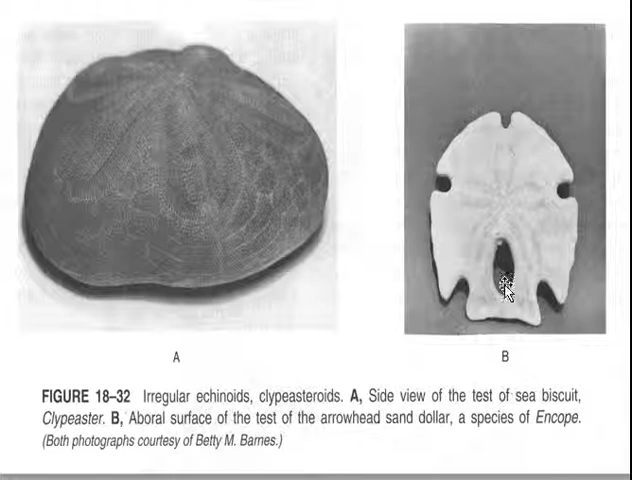 A
B
FIGURE 18–32 Irregular echinoids, clypeasteroids. A, Side view of the test of sea biscuit,
Clypeaster. B, Aboral surface of the test of the arrowhead sand dollar, a species of Encope.
(Both photographs courtesy of Betty M. Barnes.)